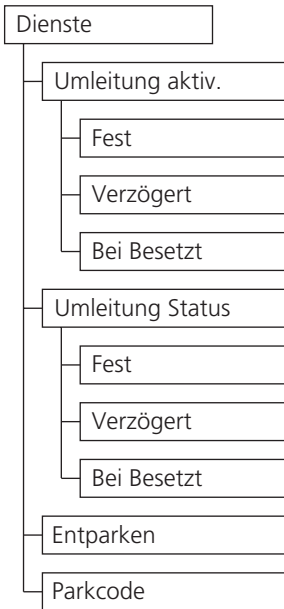 Dienste
Umleitung aktiv.
Fest
Verzögert
Bei Besetzt
Umleitung Status
Fest
Verzögert
Bei Besetzt
Entparken
Parkcode